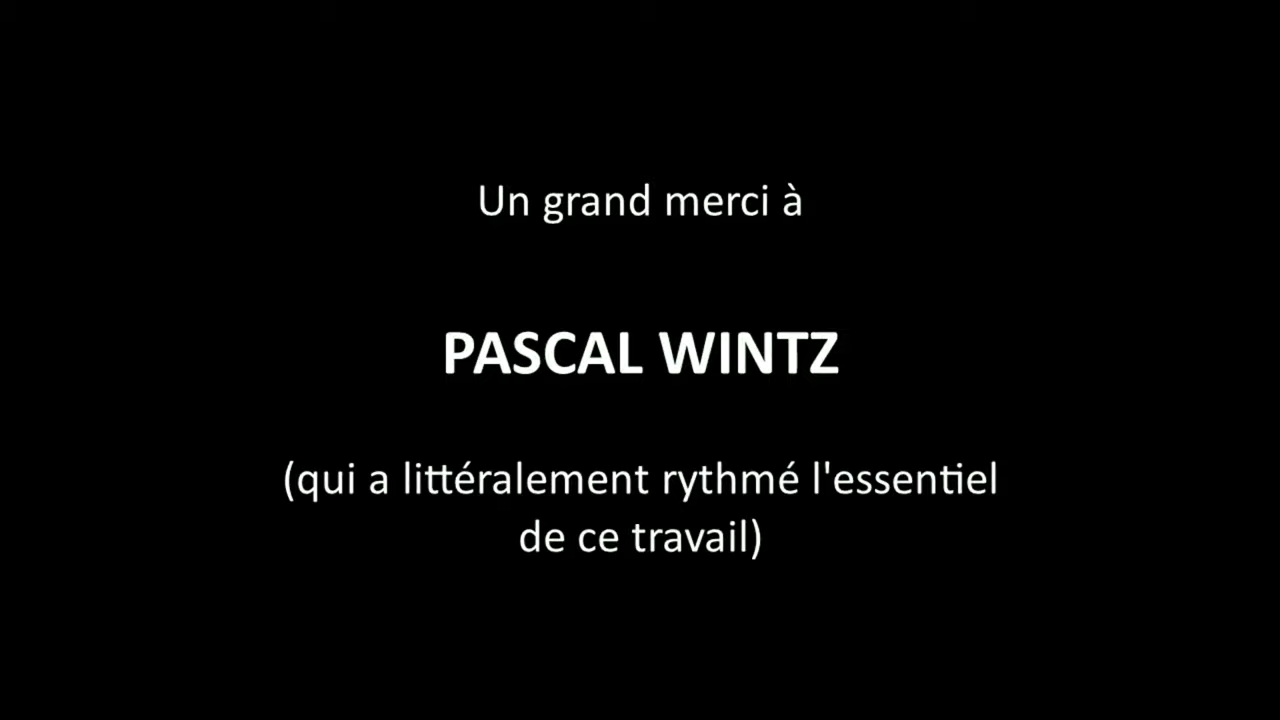 Un grand merci à
PASCAL WINTZ
(qui a littéralement rythmé l'essentiel
de ce travail)